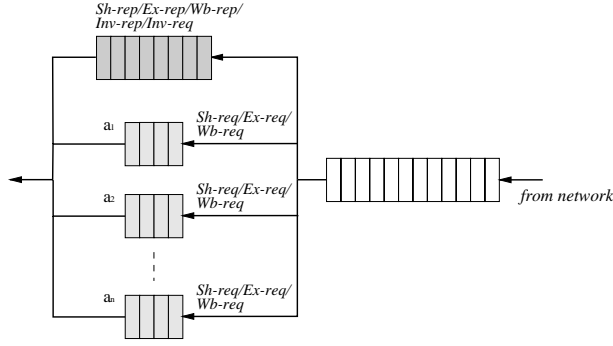 Sh-rep/Ex-rep/Wb-rep/
Inv-rep/Inv-req
a1
Sh-req/Ex-req/
Wb-req
a2
Sh-req/Ex-req/
Wb-req
from network
an
Sh-req/Ex-req/
Wb-req